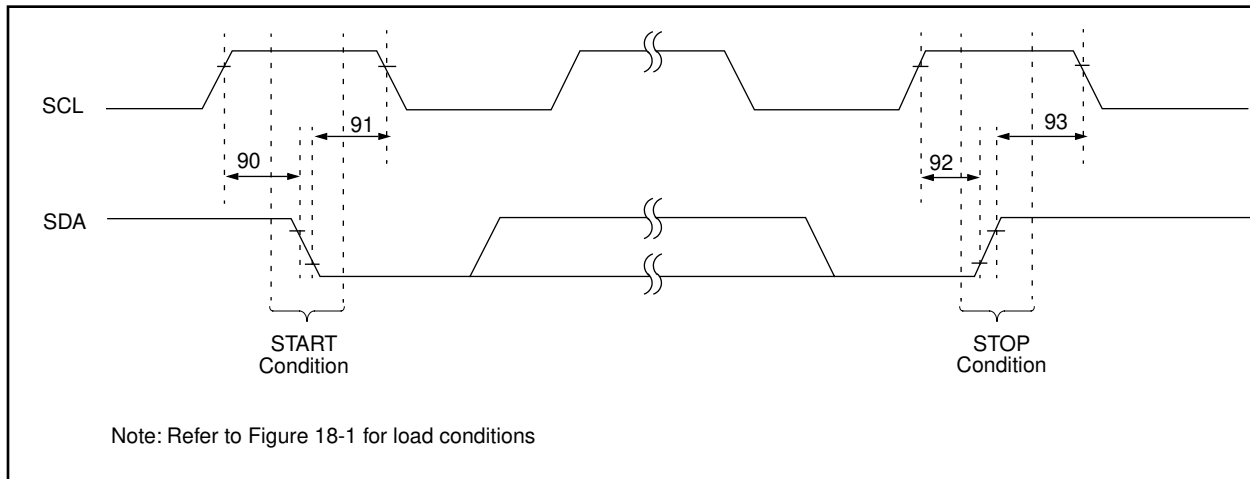 SCL
91
93
90
92
SDA
START
Condition
STOP
Condition
Note: Refer to Figure 18-1 for load conditions